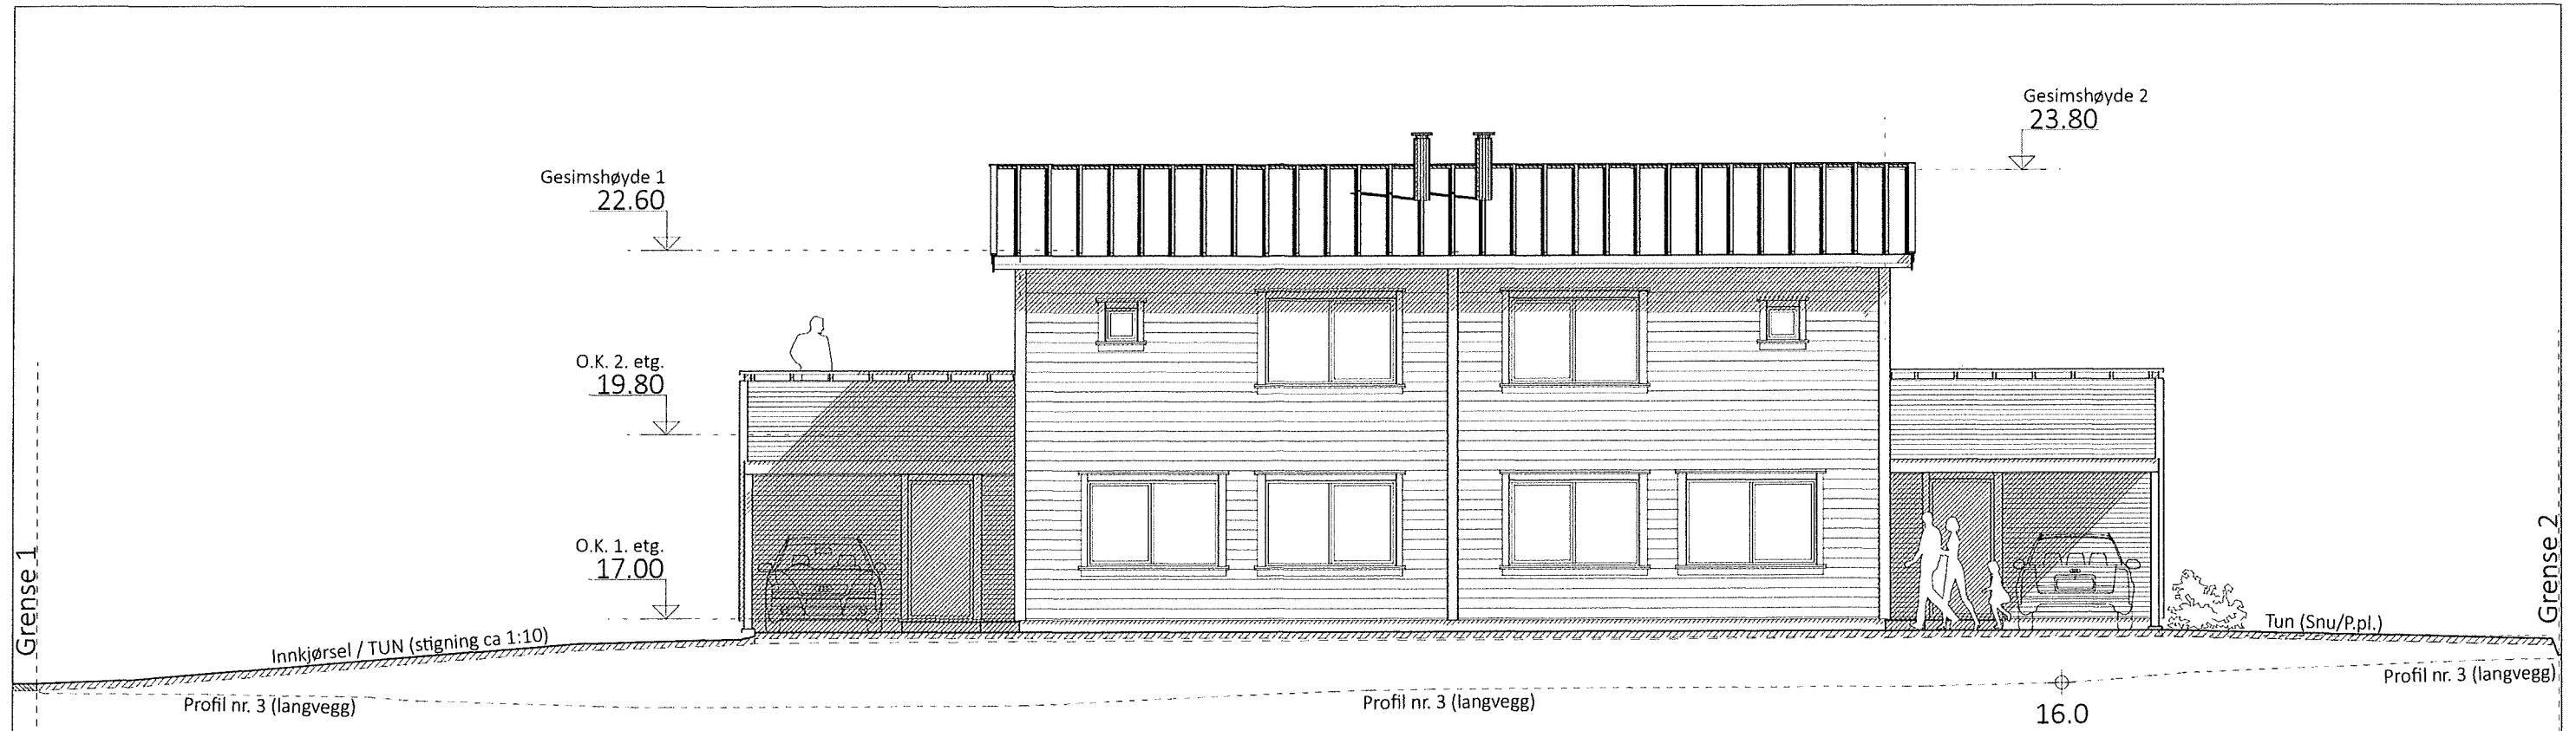 Gesimshøyde 2
23.80
Gesimshøyde 1
22.60
O.K. 2. etg.
19.80
O.K. 1. etg.
17.00
Grense 1
Grense 2
Innkjørsel / TUN (stigning ca 1:10)
Tun (Snu/P.pl.)
Profil nr. 3 (langvegg)
Profil nr. 3 (langvegg)
Profil nr. 3 (langvegg)
16.0